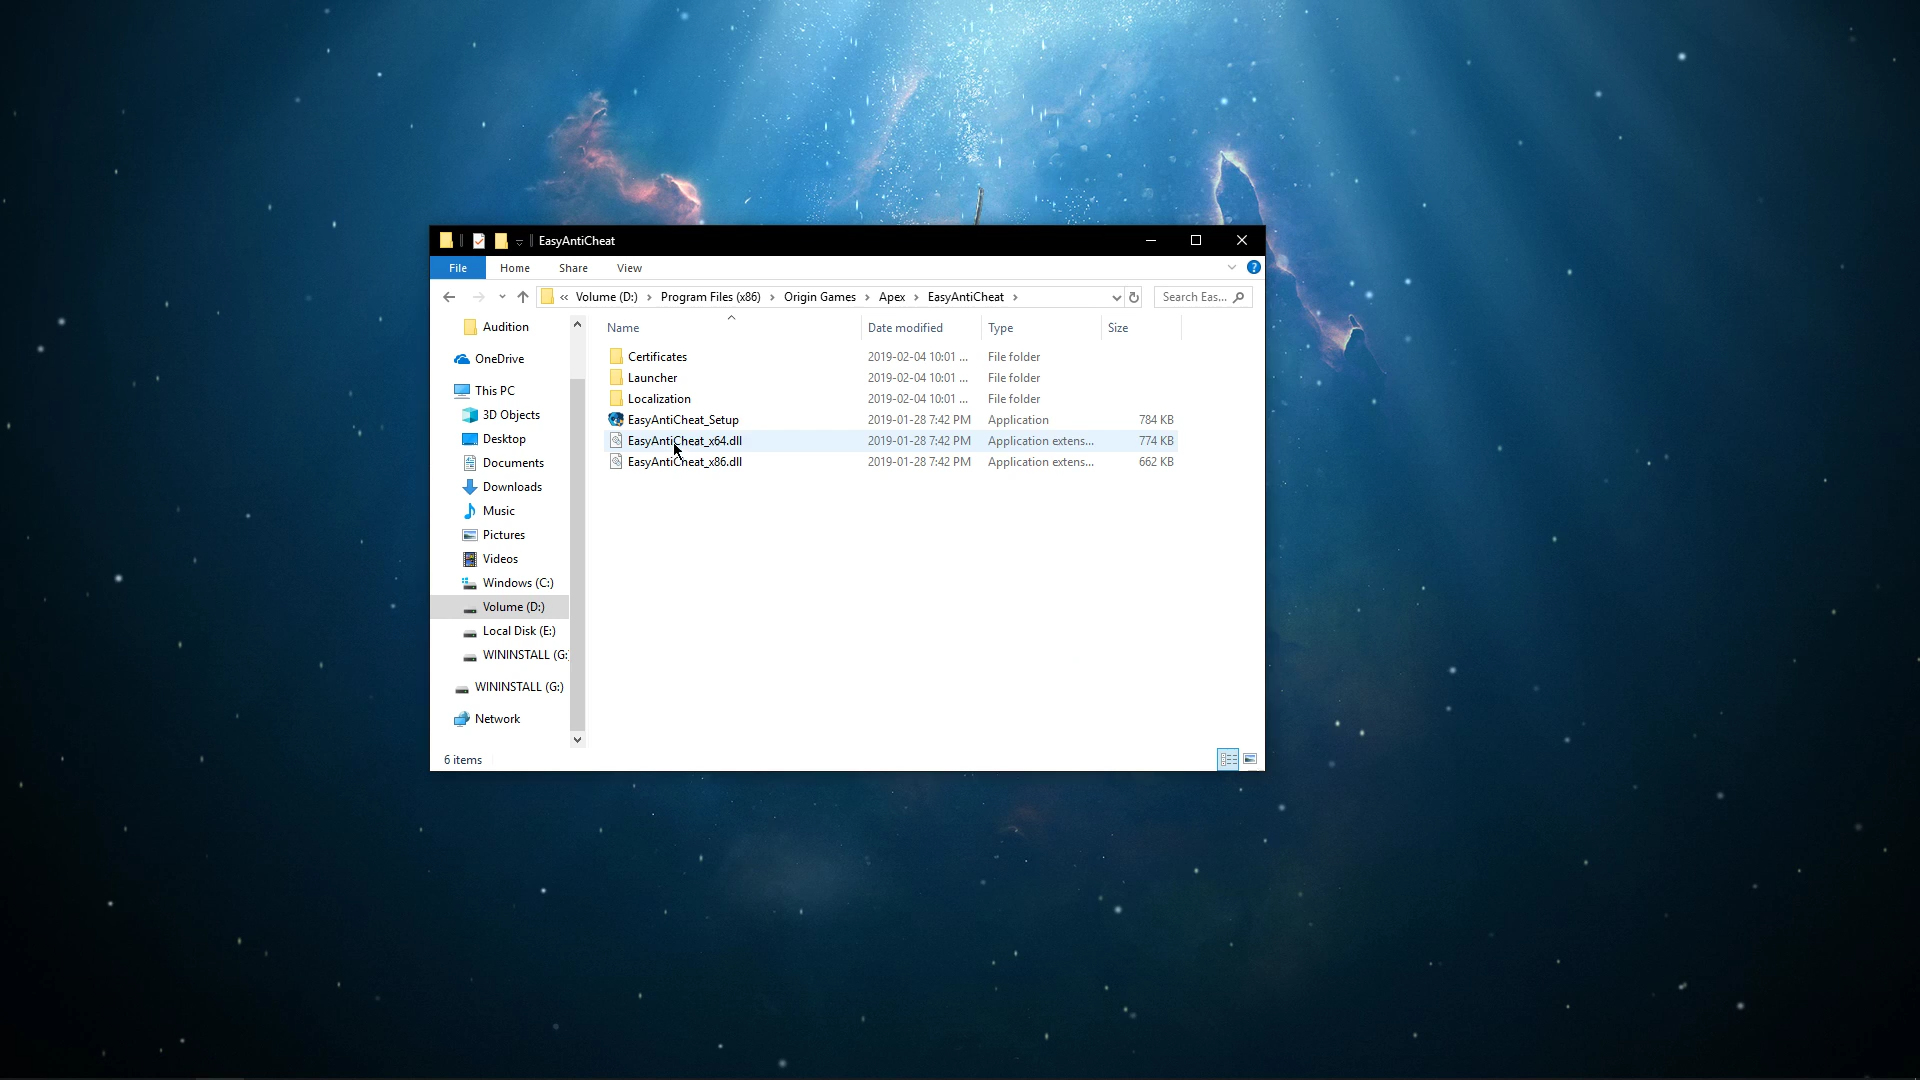 EasyAntiCheat
File Home Share View
« Volume (D:) › Program Files (x86) › Origin Games › Apex › EasyAntiCheat ›
Search Eas...
Audition
OneDrive
This PC
3D Objects
Desktop
Documents
Downloads
Music
Pictures
Videos
Windows (C:)
Volume (D:)
Local Disk (E:)
WININSTALL (G:
WININSTALL (G:)
Network
Name Date modified Type Size
Certificates 2019-02-04 10:01 ... File folder
Launcher 2019-02-04 10:01 ... File folder
Localization 2019-02-04 10:01 ... File folder
EasyAntiCheat_Setup 2019-01-28 7:42 PM Application 784 KB
EasyAntiCheat_x64.dll 2019-01-28 7:42 PM Application extens... 774 KB
EasyAntiCheat_x86.dll 2019-01-28 7:42 PM Application extens... 662 KB
6 items